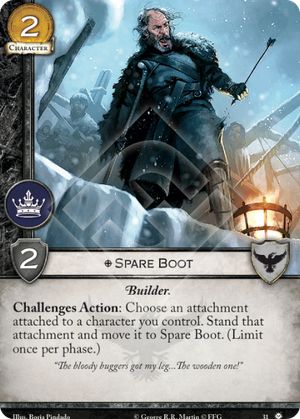 2
CHARACTER
2
SPARE BOOT
Builder.
Challenges Action: Choose an attachment
attached to a character you control. Stand that
attachment and move it to Spare Boot. (Limit
once per phase.)
"The bloody buggers got my leg...The wooden one!"
Illus. Borja Pindado © George R.R. Martin © FFG 11